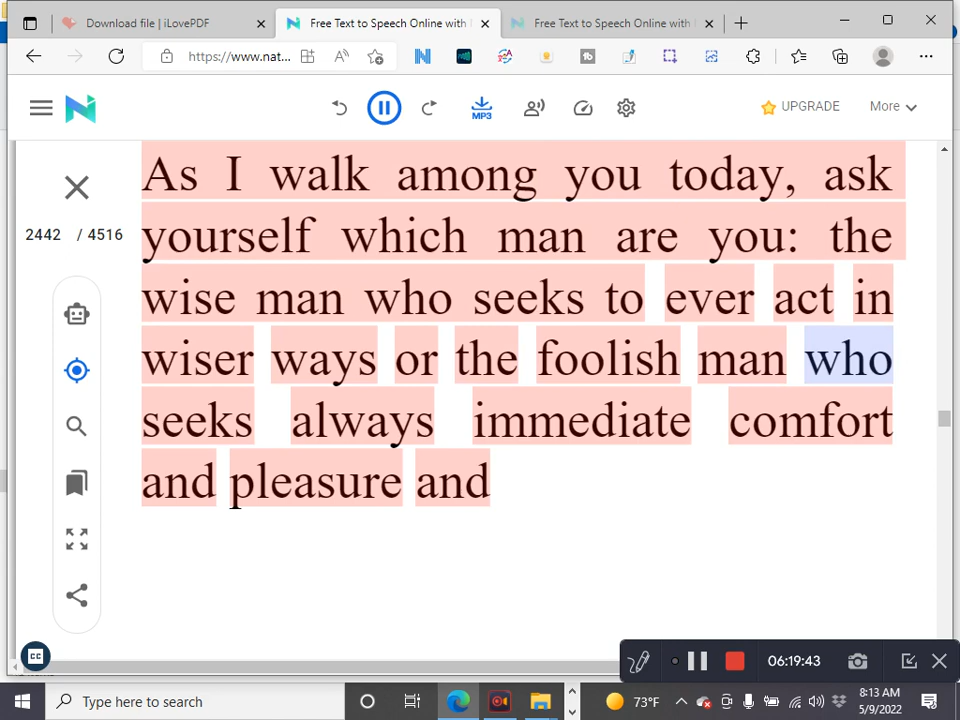 Download file | iLovePDF
Free Text to Speech Online with
Free Text to Speech Online with
https://www.nat...
MP3
UPGRADE
More
2442 / 4516
As I walk among you today, ask
yourself which man are you: the
wise man who seeks to ever act in
wiser ways or the foolish man who
seeks always immediate comfort
and pleasure and
CC
06:19:43
Type here to search
73°F
8:13 AM
5/9/2022